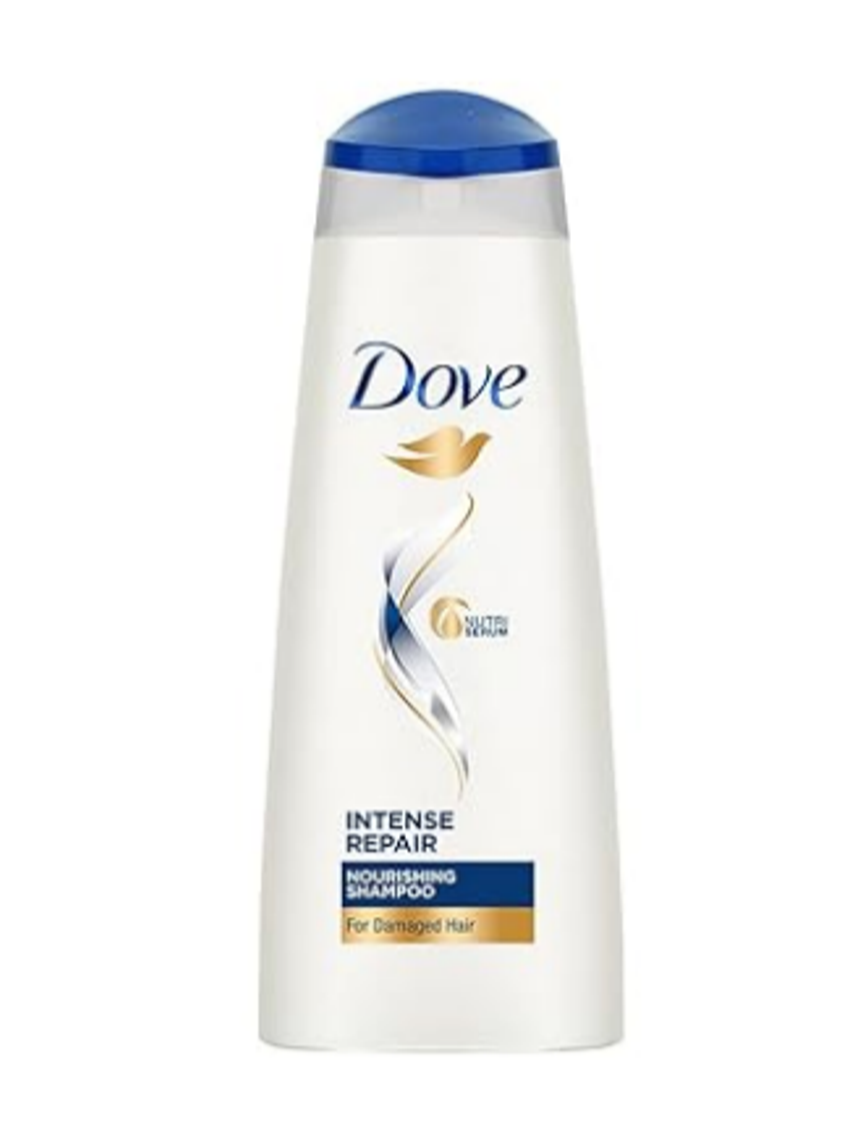 Dove
NUTRI
SERUM
INTENSE
REPAIR
NOURISHING
SHAMPOO
For Damaged Hair